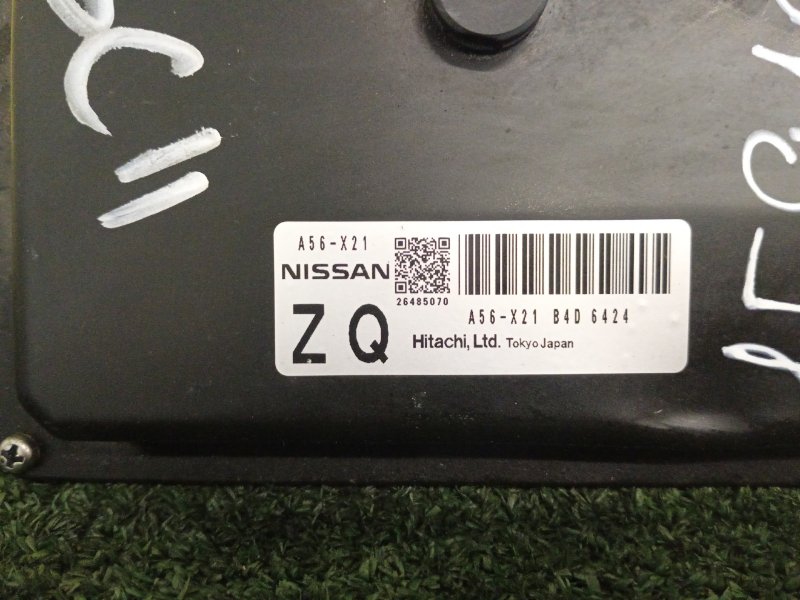 C11
A56-X21
NISSAN
26485070
ZQ
A56-X21 B4D 6424
Hitachi, Ltd. Tokyo Japan